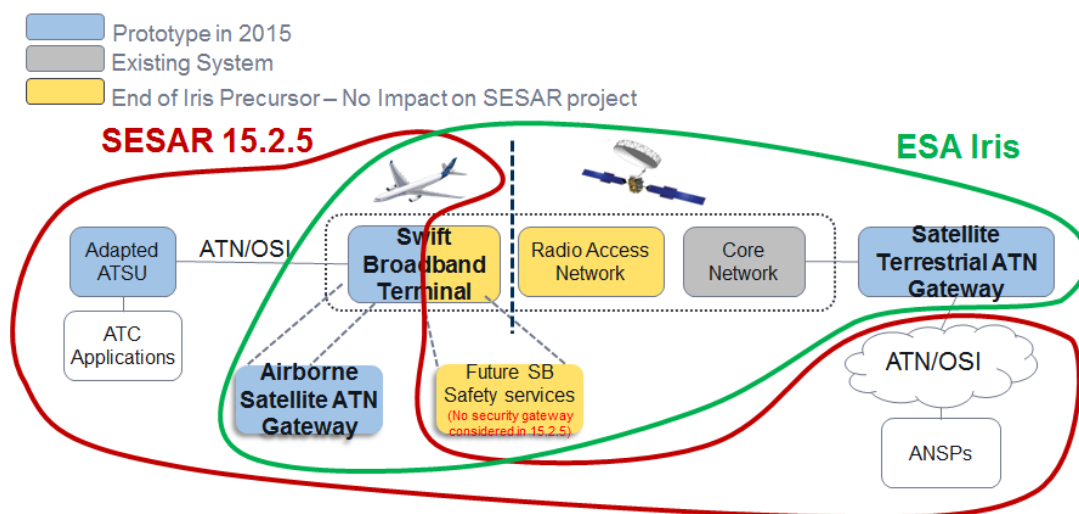 Prototype in 2015
Existing System
End of Iris Precursor – No Impact on SESAR project
SESAR 15.2.5
ESA Iris
Adapted
ATSU
ATN/OSI
Swift
Broadband
Terminal
Radio Access
Network
Core
Network
Satellite
Terrestrial ATN
Gateway
ATC
Applications
Airborne
Satellite ATN
Gateway
Future SB
Safety services
(No security gateway
considered in 15.2.5)
ATN/OSI
ANSPs